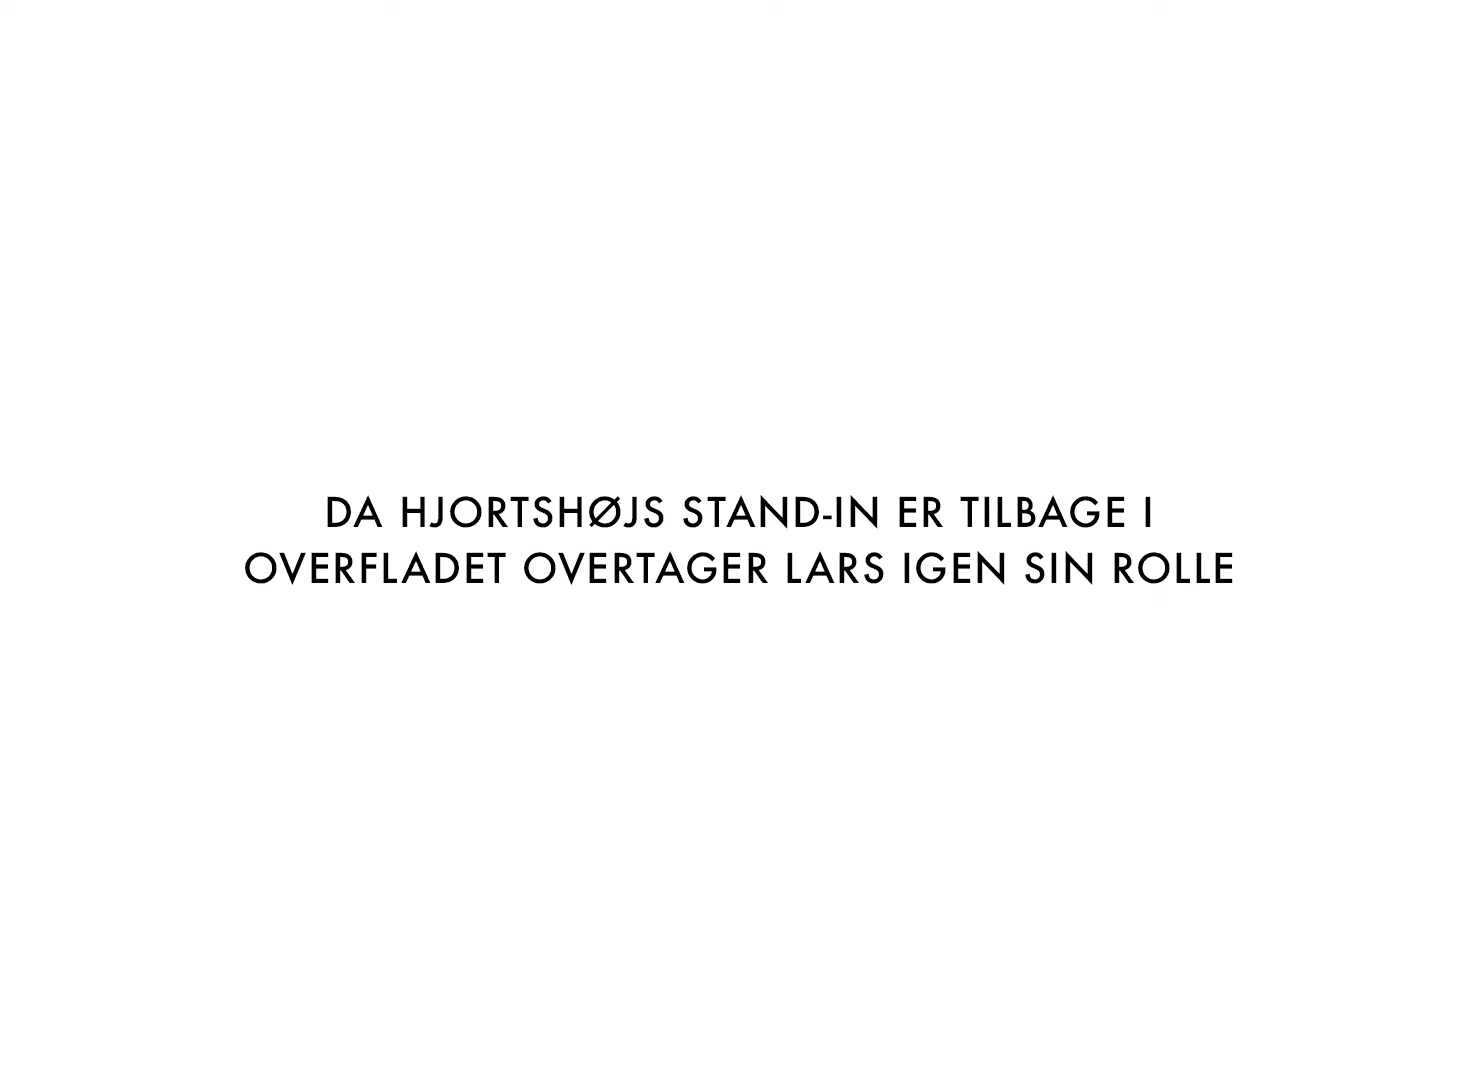 DA HJORTSHØJS STAND-IN ER TILBAGE I
OVERFLADET OVERTAGER LARS IGEN SIN ROLLE